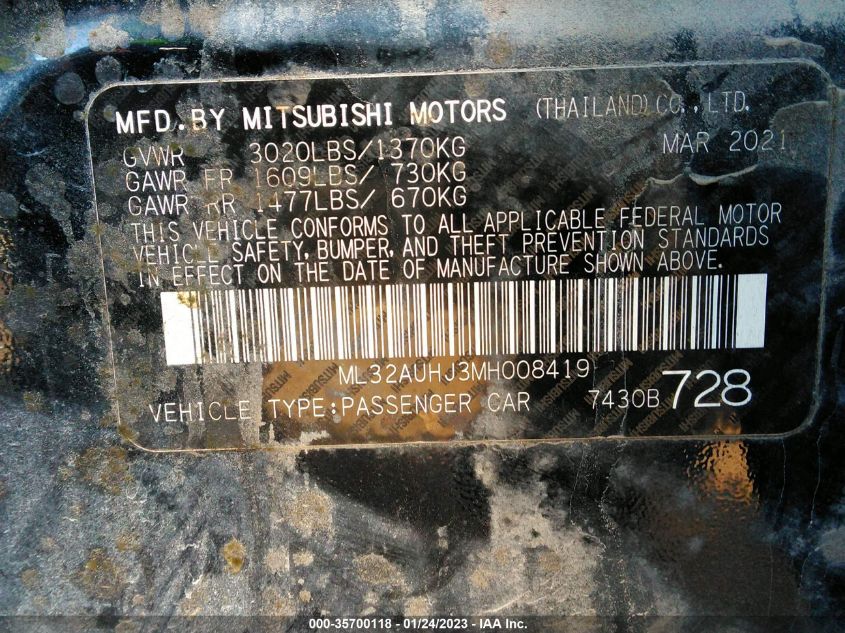 MFD.BY MITSUBISHI MOTORS (THAILAND) CO., LTD.
GVWR 3020LBS/1370KG MAR 2021
GAWR FR 1609LBS/ 730KG
GAWR RR 1477LBS/ 670KG
THIS VEHICLE CONFORMS TO ALL APPLICABLE FEDERAL MOTOR
VEHICLE SAFETY, BUMPER, AND THEFT PREVENTION STANDARDS
IN EFFECT ON THE DATE OF MANUFACTURE SHOWN ABOVE.
ML32AUHJ3MH008419
VEHICLE TYPE:PASSENGER CAR 7430B 728
000-35700118 - 01/24/2023 - IAA Inc.